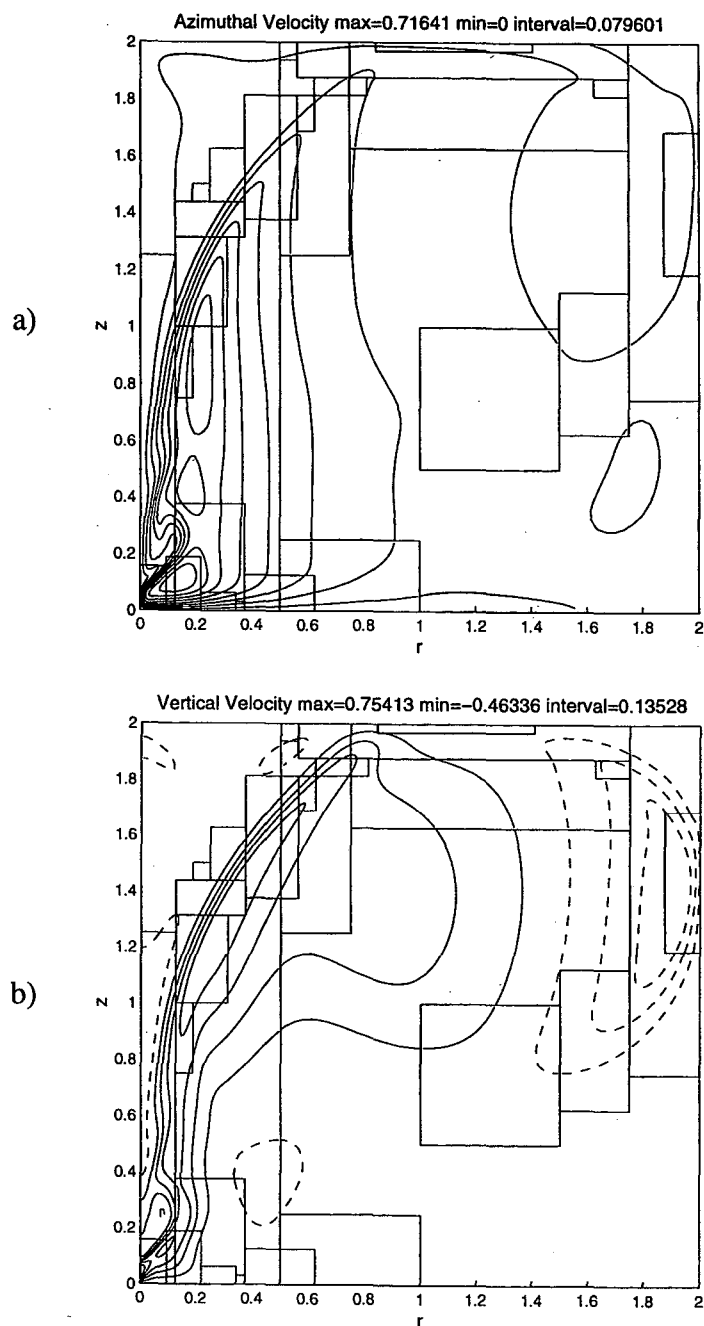 Azimuthal Velocity max=0.71641 min=0 interval=0.079601
2
1.8
1.6
1.4
1.2
1
0.8
0.6
0.4
0.2
0
z
a)
0 0.2 0.4 0.6 0.8 1 1.2 1.4 1.6 1.8 2
r
Vertical Velocity max=0.75413 min=−0.46336 interval=0.13528
2
1.8
1.6
1.4
1.2
1
0.8
0.6
0.4
0.2
0
z
b)
0 0.2 0.4 0.6 0.8 1 1.2 1.4 1.6 1.8 2
r